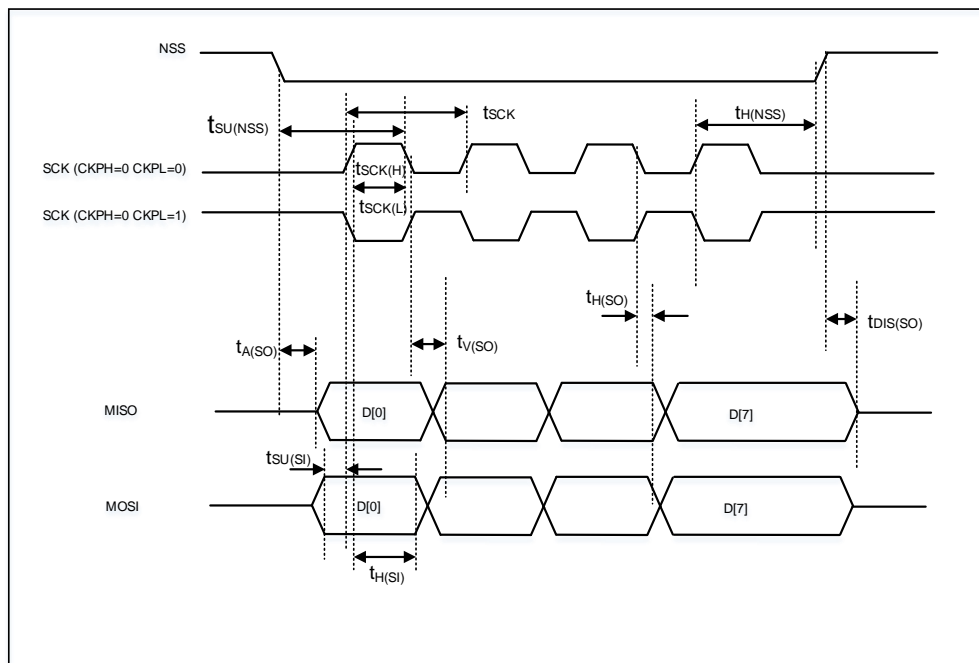 NSS
tSCK
tH(NSS)
tSU(NSS)
SCK (CKPH=0 CKPL=0)
tSCK(H)
tSCK(L)
SCK (CKPH=0 CKPL=1)
tH(SO)
tDIS(SO)
tA(SO)
tV(SO)
MISO
D[0]
D[7]
tSU(SI)
MOSI
D[0]
D[7]
tH(SI)